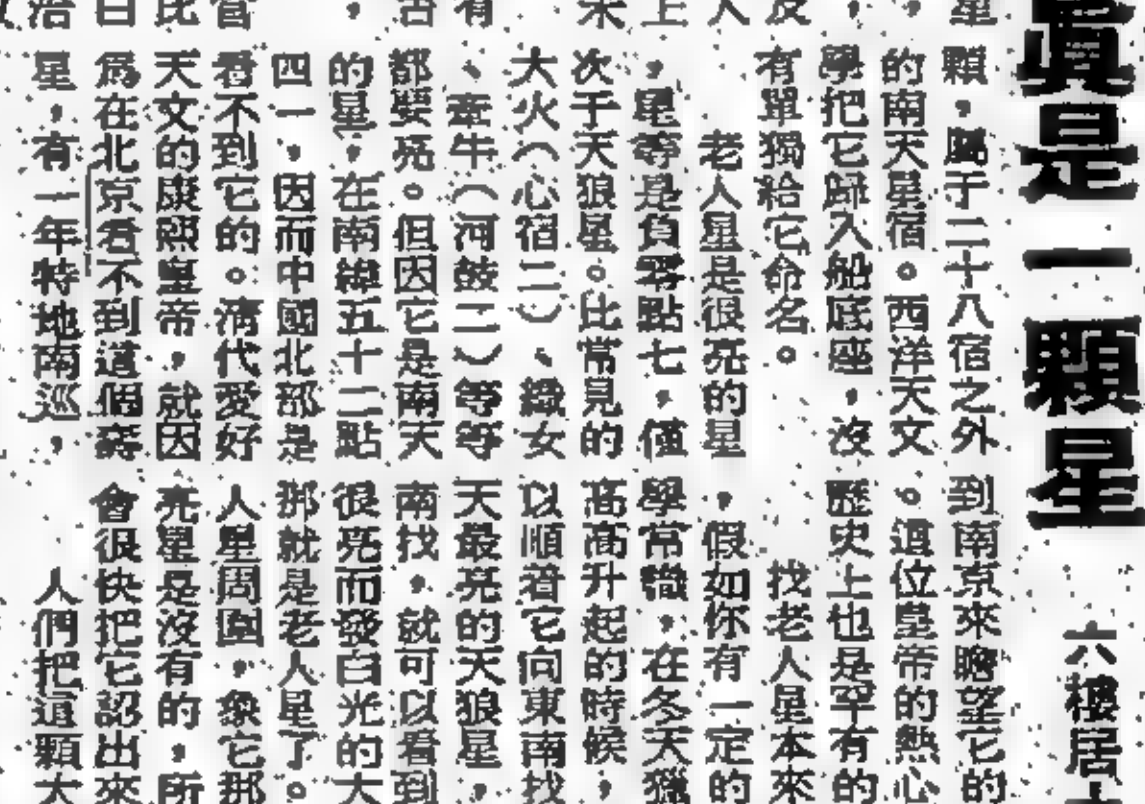 眞是一顆星
六樓居
顆，屬于二十八宿之外
的南天星宿。西洋天文
學把它歸入船底座，沒
有單獨給它命名。
老人星是很亮的星
，星等是負零點七，僅
次于天狼星。比常見的
大火（心宿二）、織女
、牽牛（河鼓二）等等
都要亮。但因它是南天
的星，在南緯五十二點
四一，因而中國北部是
看不到它的。清代愛好
天文的康熙皇帝，就因
爲在北京看不到這個壽
星，有一年特地南巡，
到南京來瞻望它的
。這位皇帝的熱心
歷史上也是罕有的
找老人星本來
，假如你有一定的
學常識，在冬天獵
高高升起的時候，
以順着它向東南找
天最亮的天狼星，
南找，就可以看到
很亮而發白光的大
那就是老人星了。
人星周圍，象它那
亮星是沒有的，所
會很快把它認出來
人們把這顆大